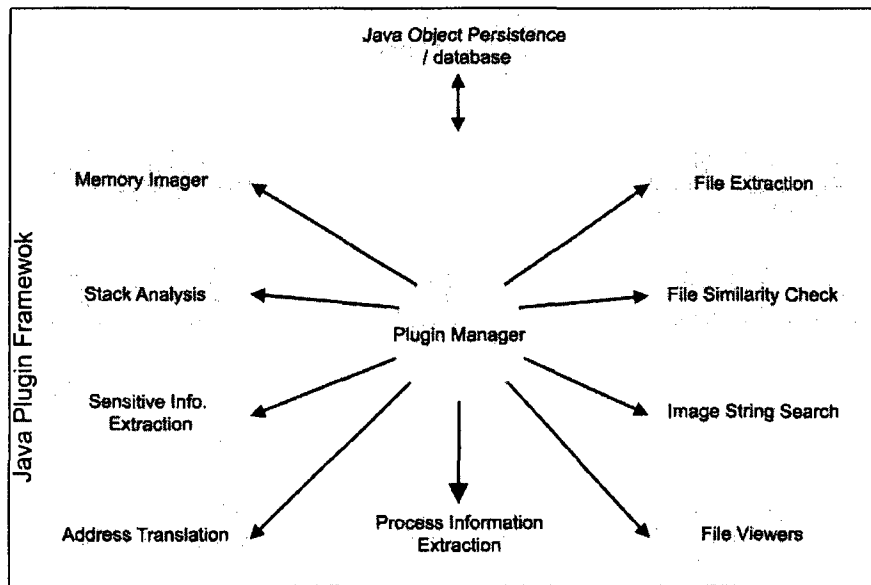 Java Object Persistence
/ database
Memory Imager
File Extraction
Java Plugin Framewok
Stack Analysis
File Similarity Check
Plugin Manager
Sensitive Info.
Extraction
Image String Search
Address Translation
Process Information
Extraction
File Viewers